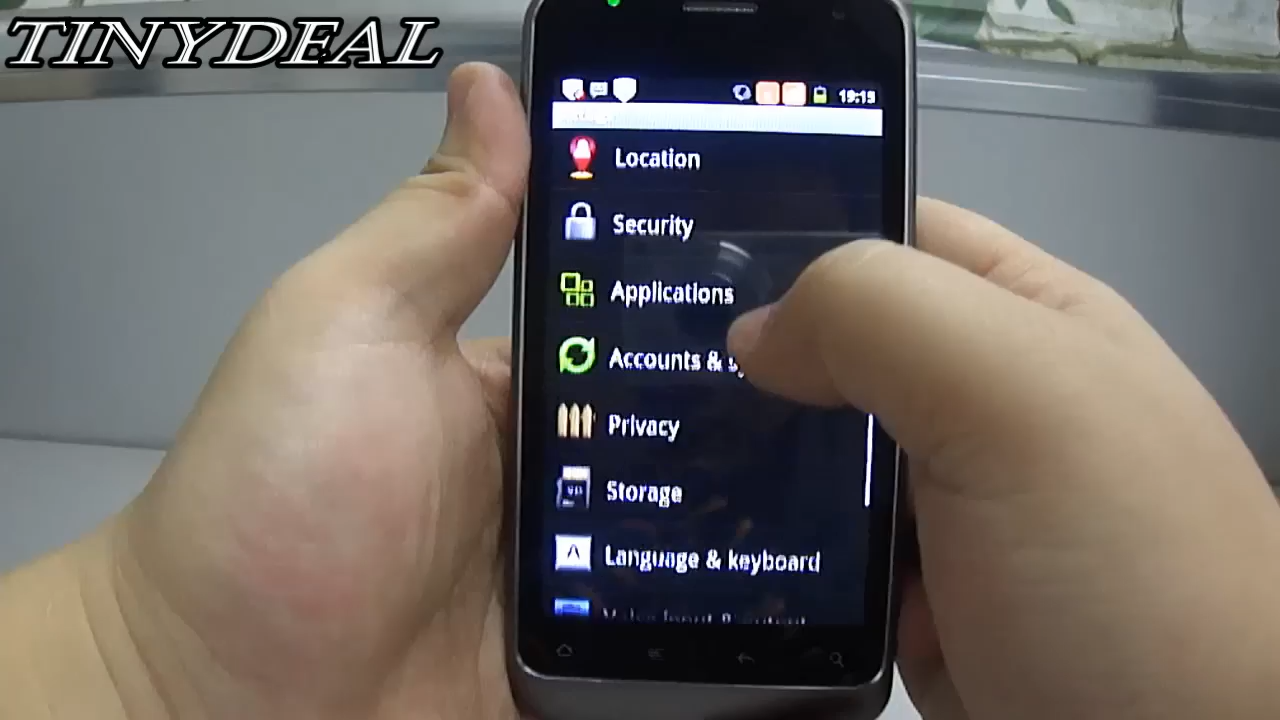 TINYDEAL
19:15
Location
Security
Applications
Accounts &
Privacy
Storage
Language & keyboard